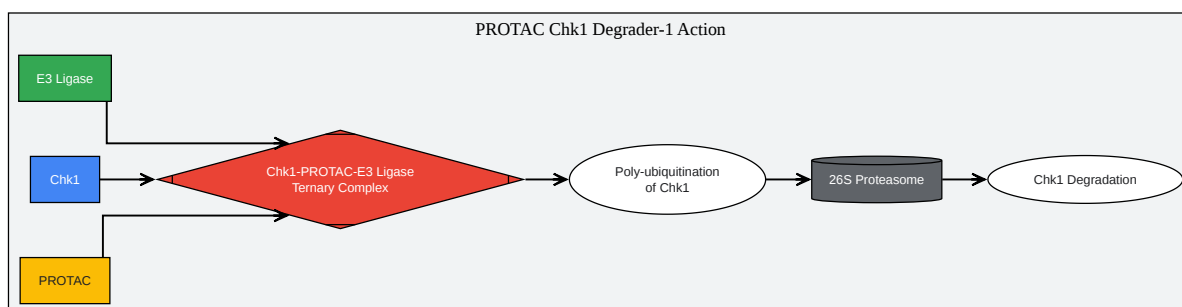 PROTAC Chk1 Degrader-1 Action
E3 Ligase
Chk1
PROTAC
Chk1-PROTAC-E3 Ligase
Ternary Complex
Poly-ubiquitination
of Chk1
26S Proteasome
Chk1 Degradation